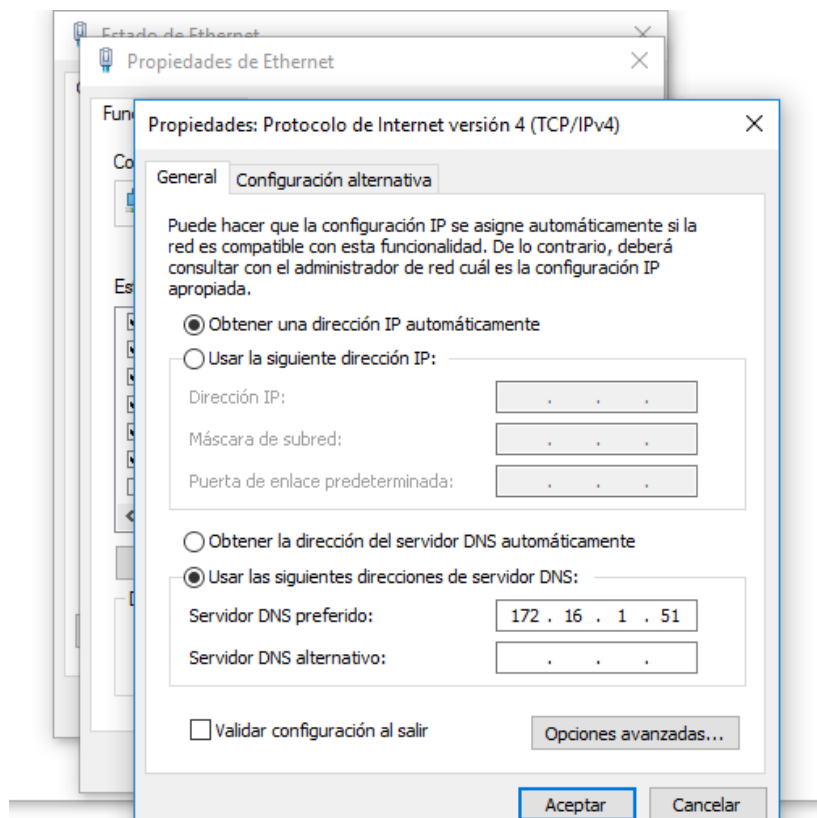 Estado de Ethernet
Propiedades de Ethernet
Propiedades: Protocolo de Internet versión 4 (TCP/IPv4)
General
Configuración alternativa
Puede hacer que la configuración IP se asigne automáticamente si la
red es compatible con esta funcionalidad. De lo contrario, deberá
consultar con el administrador de red cuál es la configuración IP
apropiada.
Obtener una dirección IP automáticamente
Usar la siguiente dirección IP:
Dirección IP:
Máscara de subred:
Puerta de enlace predeterminada:
Obtener la dirección del servidor DNS automáticamente
Usar las siguientes direcciones de servidor DNS:
Servidor DNS preferido: 172 . 16 . 1 . 51
Servidor DNS alternativo:
Validar configuración al salir
Opciones avanzadas...
Aceptar Cancelar